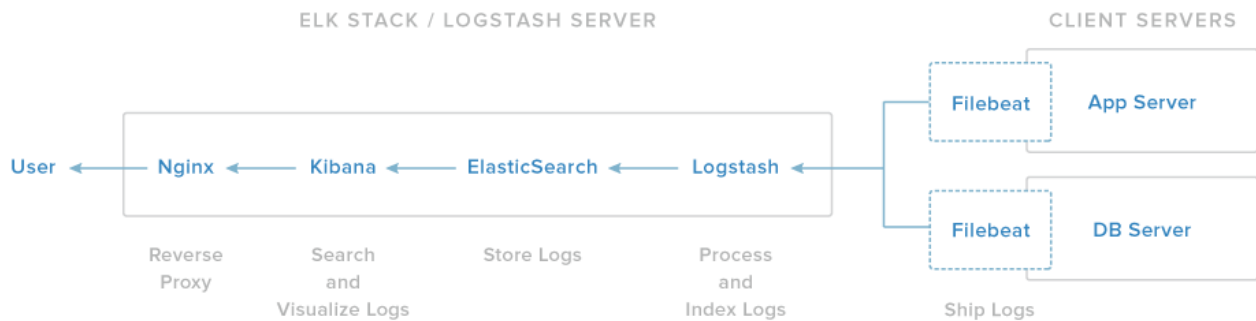 ELK STACK / LOGSTASH SERVER
CLIENT SERVERS
Filebeat
App Server
User
Nginx
Kibana
ElasticSearch
Logstash
Filebeat
DB Server
Reverse
Proxy
Search
and
Visualize Logs
Store Logs
Process
and
Index Logs
Ship Logs